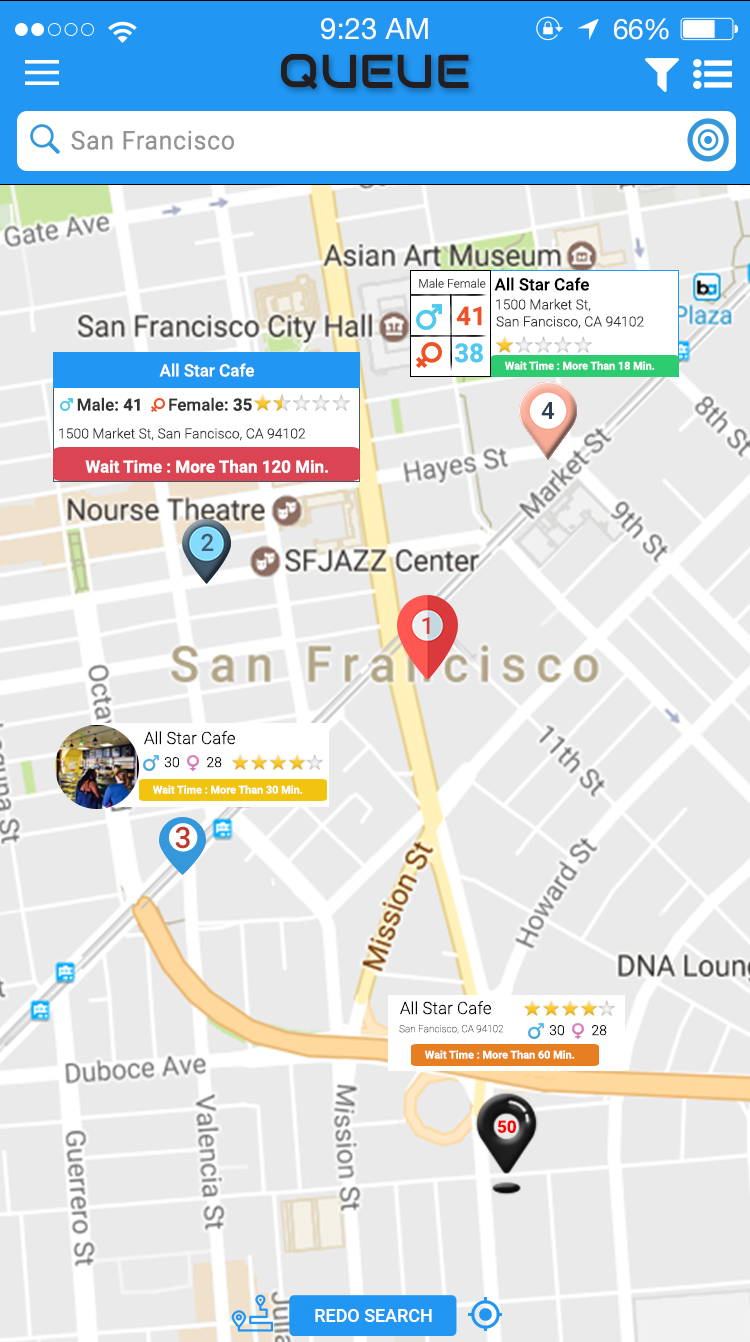 9:23 AM
66%
QUEUE
San Francisco
Gate Ave
Asian Art Museum
Male Female
All Star Cafe
41
1500 Market St,
San Fancisco, CA 94102
38
Wait Time : More Than 18 Min.
Plaza
San Francisco City Hall
All Star Cafe
Male: 41 Female: 35
1500 Market St, San Fancisco, CA 94102
Wait Time : More Than 120 Min.
4
8th St
Hayes St
Market St
9th St
Nourse Theatre
2
SFJAZZ Center
1
San Francisco
Octa
guna St
11th St
All Star Cafe
30 28
Wait Time : More Than 30 Min.
3
Mission St
Howard St
DNA Loung
All Star Cafe
San Fancisco, CA 94102
30 28
Wait Time : More Than 60 Min.
Duboce Ave
50
Guerrero St
Valencia St
Mission St
Jul
REDO SEARCH